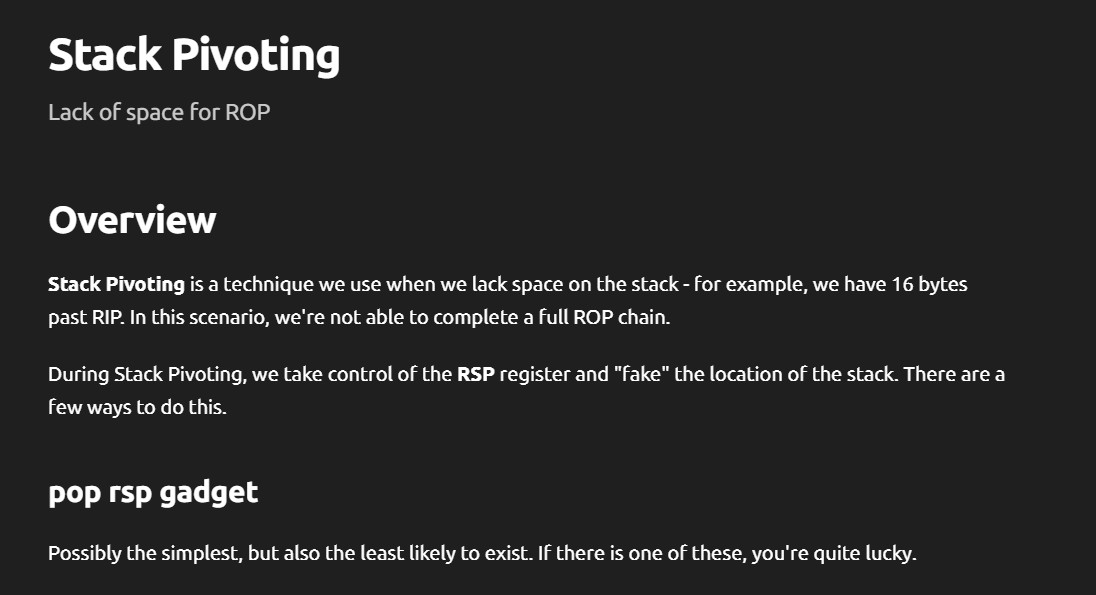 Stack Pivoting
Lack of space for ROP
Overview
Stack Pivoting is a technique we use when we lack space on the stack - for example, we have 16 bytes
past RIP. In this scenario, we're not able to complete a full ROP chain.
During Stack Pivoting, we take control of the RSP register and "fake" the location of the stack. There are a
few ways to do this.
pop rsp gadget
Possibly the simplest, but also the least likely to exist. If there is one of these, you're quite lucky.